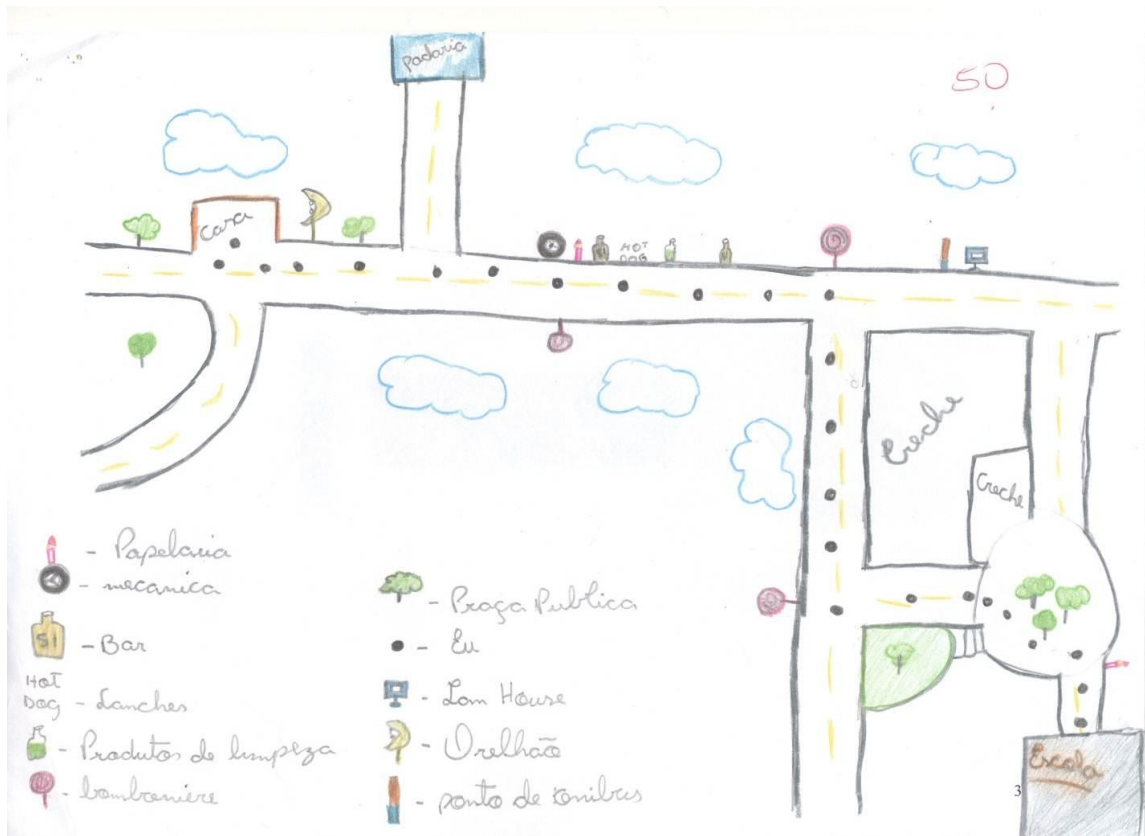 Padaria
50
Casa
HOT
DOG
Creche
Creche
- Papelaria
- mecanica
51
- Bar
HOT
DOG - Lanches
- Produtos de limpeza
- bomboniere
- Praça Publica
- Eu
- Lan House
- Orelhão
- ponto de ônibus
Escola
3